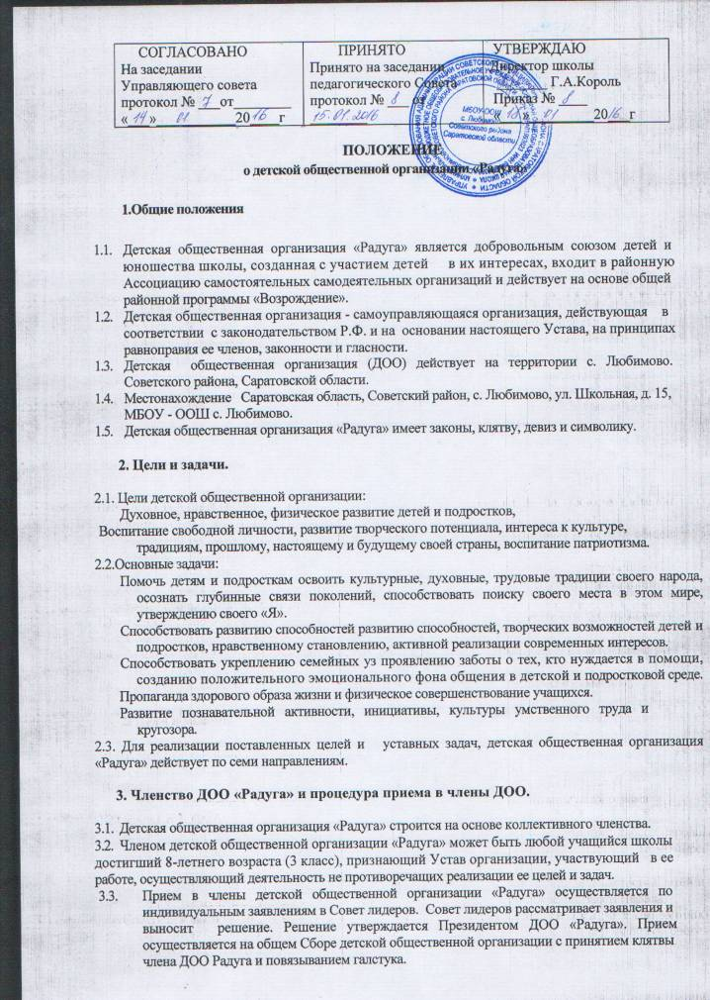 СОГЛАСОВАНО
На заседании
Управляющего совета
протокол № 7 от
« 14 » 01 2016 г
ПРИНЯТО
Принято на заседании
педагогического Совета
протокол № 8 от
15.01.2016
УТВЕРЖДАЮ
Директор школы
Г.А.Король
Приказ № 8
« 18 » 01 2016 г
МБОУ-ООШ
с. Любимово
Советского района
Саратовской области
ПОЛОЖЕНИЕ
о детской общественной организации «Радуга»
1.Общие положения
1.1. Детская общественная организация «Радуга» является добровольным союзом детей и
юношества школы, созданная с участием детей в их интересах, входит в районную
Ассоциацию самостоятельных самодеятельных организаций и действует на основе общей
районной программы «Возрождение».
1.2. Детская общественная организация - самоуправляющаяся организация, действующая в
соответствии с законодательством Р.Ф. и на основании настоящего Устава, на принципах
равноправия ее членов, законности и гласности.
1.3. Детская общественная организация (ДОО) действует на территории с. Любимово.
Советского района, Саратовской области.
1.4. Местонахождение Саратовская область, Советский район, с. Любимово, ул. Школьная, д. 15,
МБОУ - ООШ с. Любимово.
1.5. Детская общественная организация «Радуга» имеет законы, клятву, девиз и символику.
2. Цели и задачи.
2.1. Цели детской общественной организации:
Духовное, нравственное, физическое развитие детей и подростков,
Воспитание свободной личности, развитие творческого потенциала, интереса к культуре,
традициям, прошлому, настоящему и будущему своей страны, воспитание патриотизма.
2.2.Основные задачи:
Помочь детям и подросткам освоить культурные, духовные, трудовые традиции своего народа,
осознать глубинные связи поколений, способствовать поиску своего места в этом мире,
утверждению своего «Я».
Способствовать развитию способностей развитию способностей, творческих возможностей детей и
подростков, нравственному становлению, активной реализации современных интересов.
Способствовать укреплению семейных уз проявлению заботы о тех, кто нуждается в помощи,
созданию положительного эмоционального фона общения в детской и подростковой среде.
Пропаганда здорового образа жизни и физическое совершенствование учащихся.
Развитие познавательной активности, инициативы, культуры умственного труда и
кругозора.
2.3. Для реализации поставленных целей и уставных задач, детская общественная организация
«Радуга» действует по семи направлениям.
3. Членство ДОО «Радуга» и процедура приема в члены ДОО.
3.1. Детская общественная организация «Радуга» строится на основе коллективного членства.
3.2. Членом детской общественной организации «Радуга» может быть любой учащийся школы
достигший 8-летнего возраста (3 класс), признающий Устав организации, участвующий в ее
работе, осуществляющий деятельность не противоречащих реализации ее целей и задач.
3.3. Прием в члены детской общественной организации «Радуга» осуществляется по
индивидуальным заявлениям в Совет лидеров. Совет лидеров рассматривает заявления и
выносит решение. Решение утверждается Президентом ДОО «Радуга». Прием
осуществляется на общем Сборе детской общественной организации с принятием клятвы
члена ДОО Радуга и повязыванием галстука.